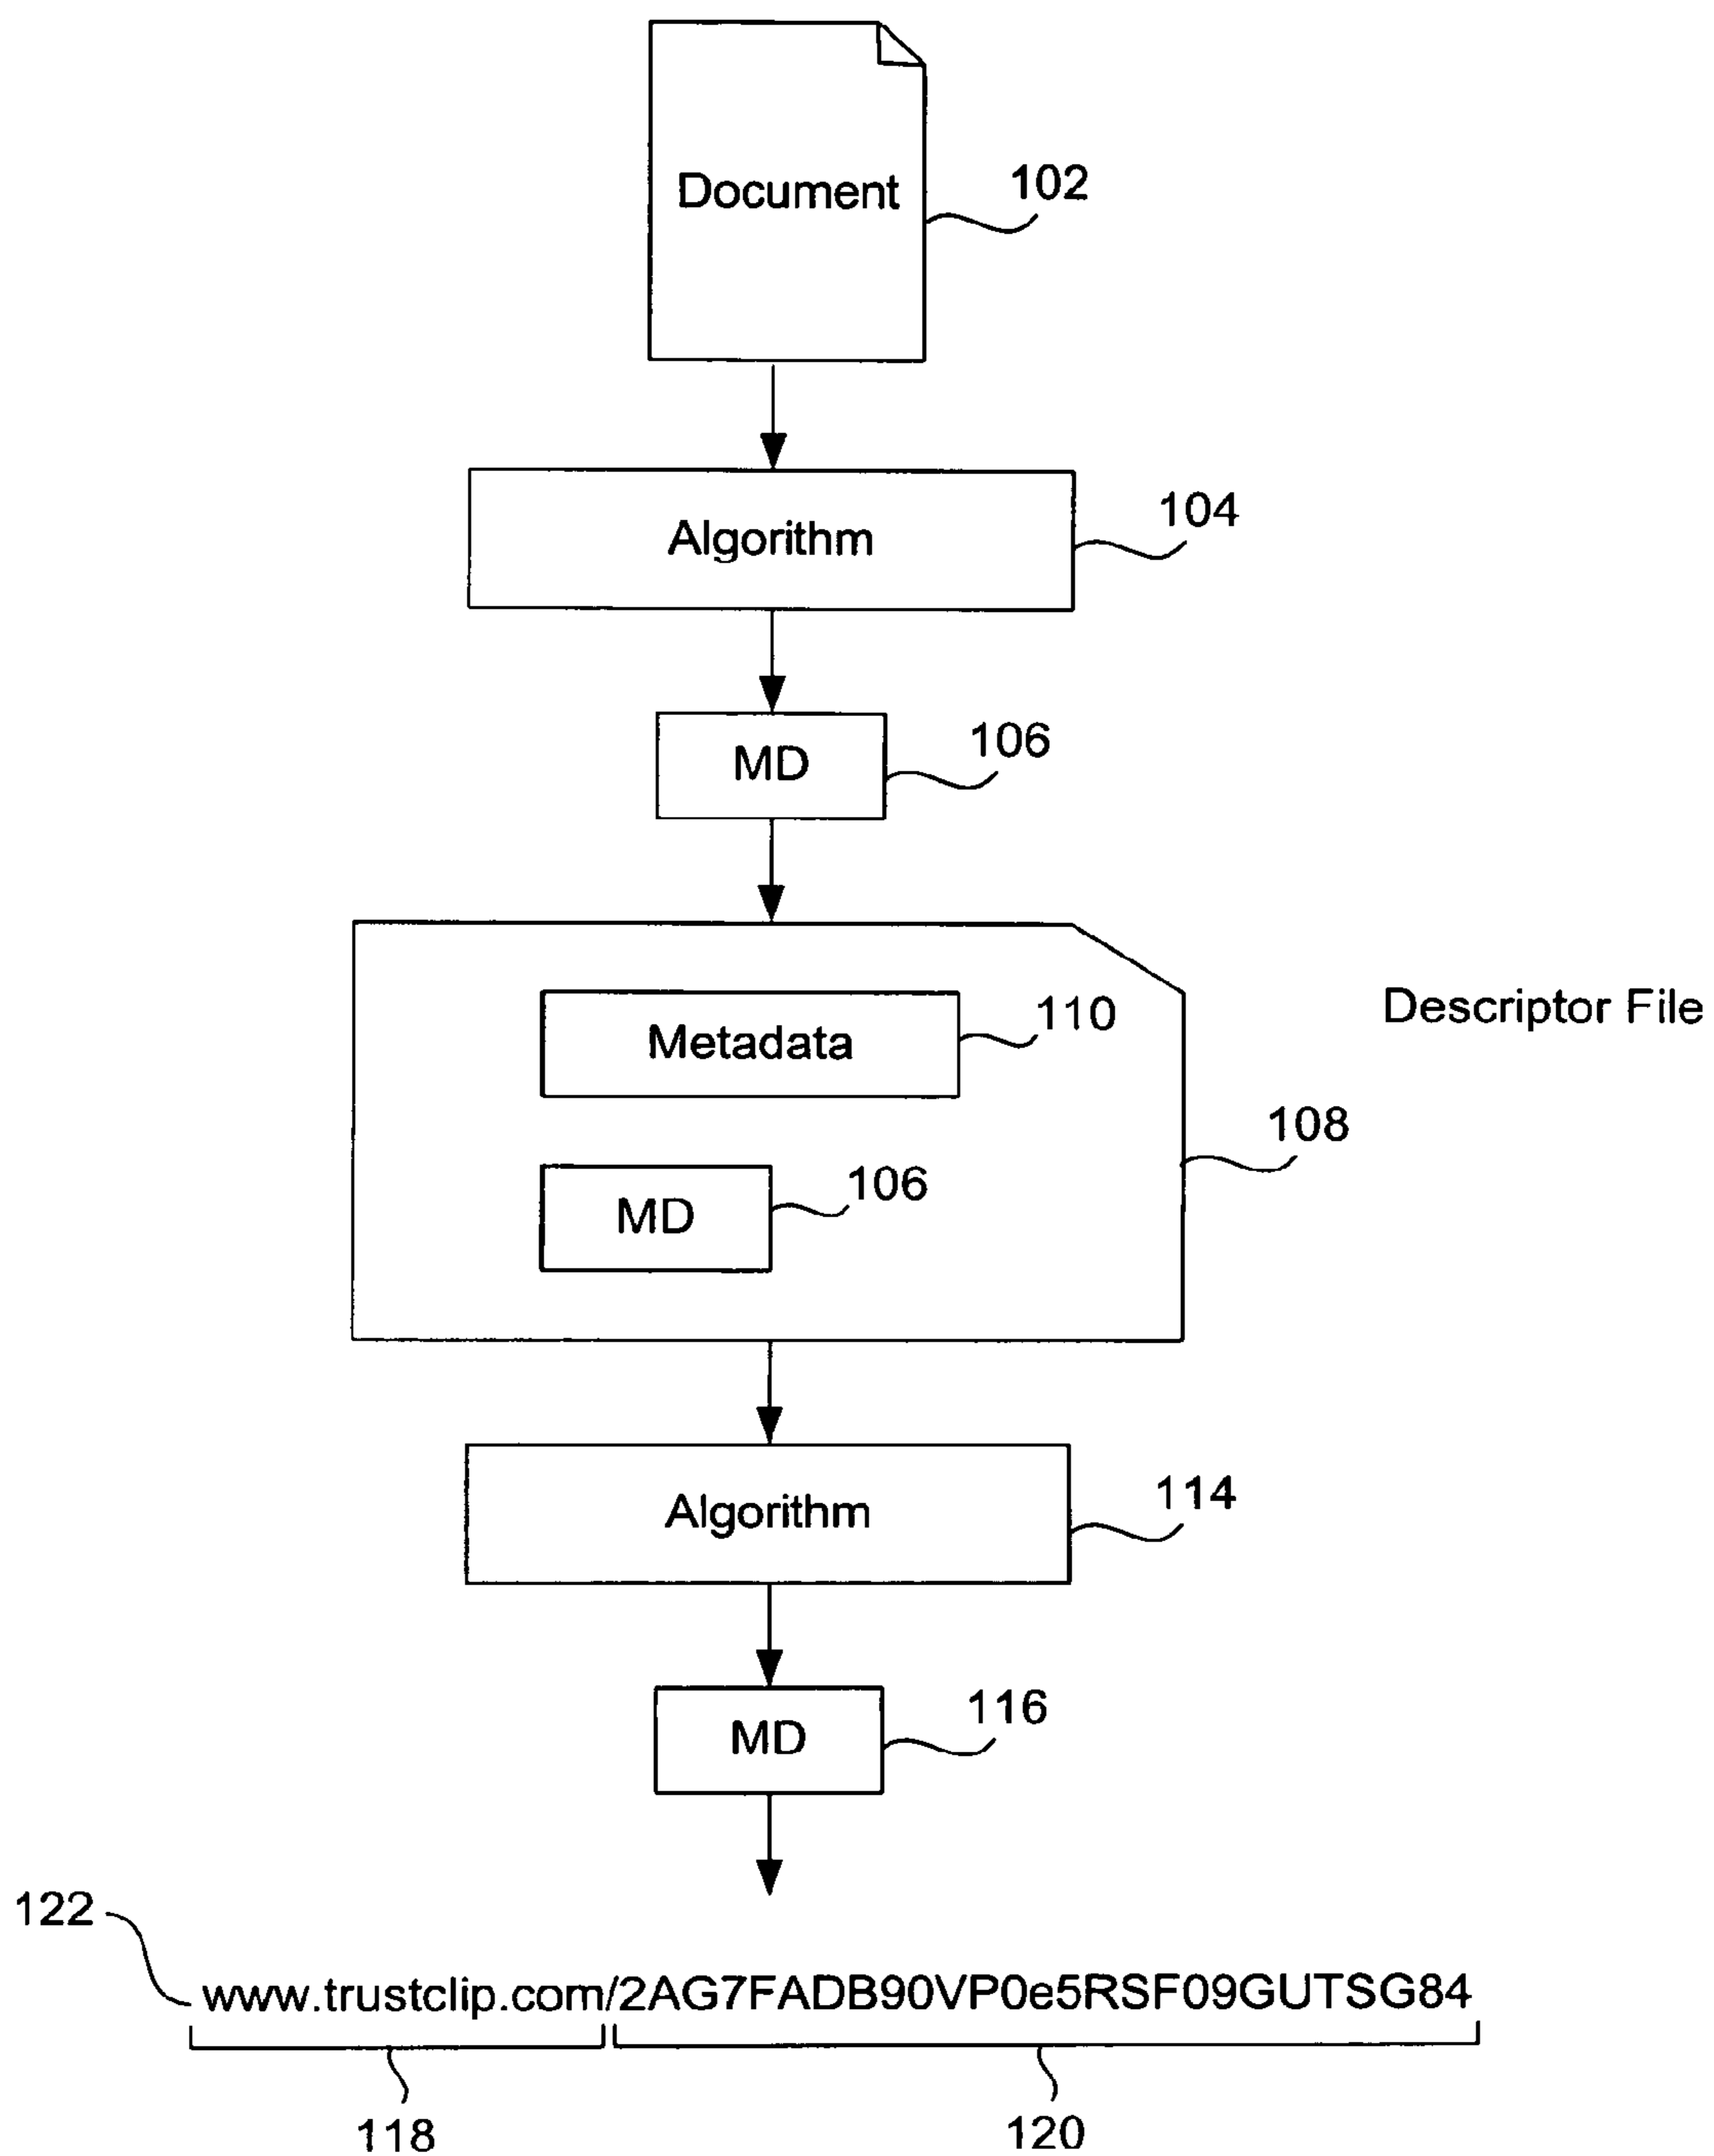 Document
102
Algorithm
104
MD
106
Descriptor File
Metadata
110
108
MD
106
Algorithm
114
MD
116
122
www.trustclip.com/2AG7FADB90VP0e5RSF09GUTSG84
118
120